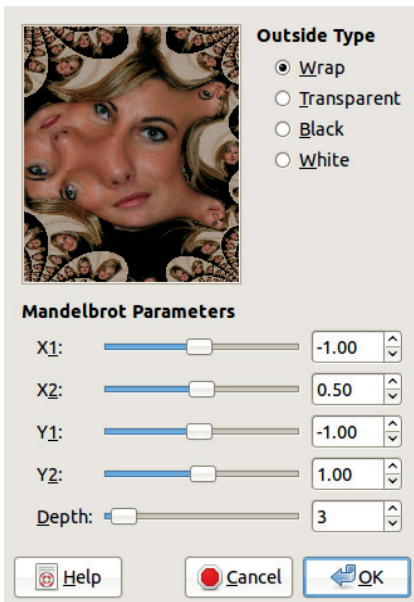 Outside Type
Wrap
Transparent
Black
White
Mandelbrot Parameters
X1: -1.00
X2: 0.50
Y1: -1.00
Y2: 1.00
Depth: 3
Help Cancel OK